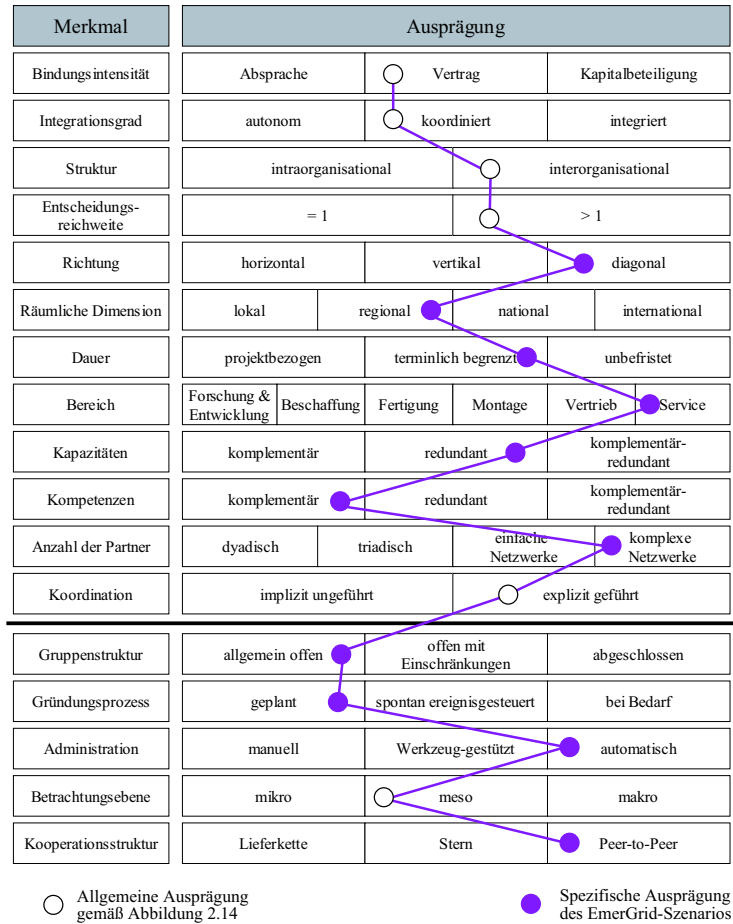 Merkmal Ausprägung
Bindungsintensität Absprache Vertrag Kapitalbeteiligung
Integrationsgrad autonom koordiniert integriert
Struktur intraorganisational interorganisational
Entscheidungs-
reichweite = 1 > 1
Richtung horizontal vertikal diagonal
Räumliche Dimension lokal regional national international
Dauer projektbezogen terminlich begrenzt unbefristet
Bereich Forschung &
Entwicklung Beschaffung Fertigung Montage Vertrieb Service
Kapazitäten komplementär redundant komplementär-
redundant
Kompetenzen komplementär redundant komplementär-
redundant
Anzahl der Partner dyadisch triadisch einfache
Netzwerke komplexe
Netzwerke
Koordination implizit ungeführt explizit geführt
Gruppenstruktur allgemein offen offen mit
Einschränkungen abgeschlossen
Gründungsprozess geplant spontan ereignisgesteuert bei Bedarf
Administration manuell Werkzeug-gestützt automatisch
Betrachtungsebene mikro meso makro
Kooperationsstruktur Lieferkette Stern Peer-to-Peer
Allgemeine Ausprägung
gemäß Abbildung 2.14
Spezifische Ausprägung
des EmerGrid-Szenarios